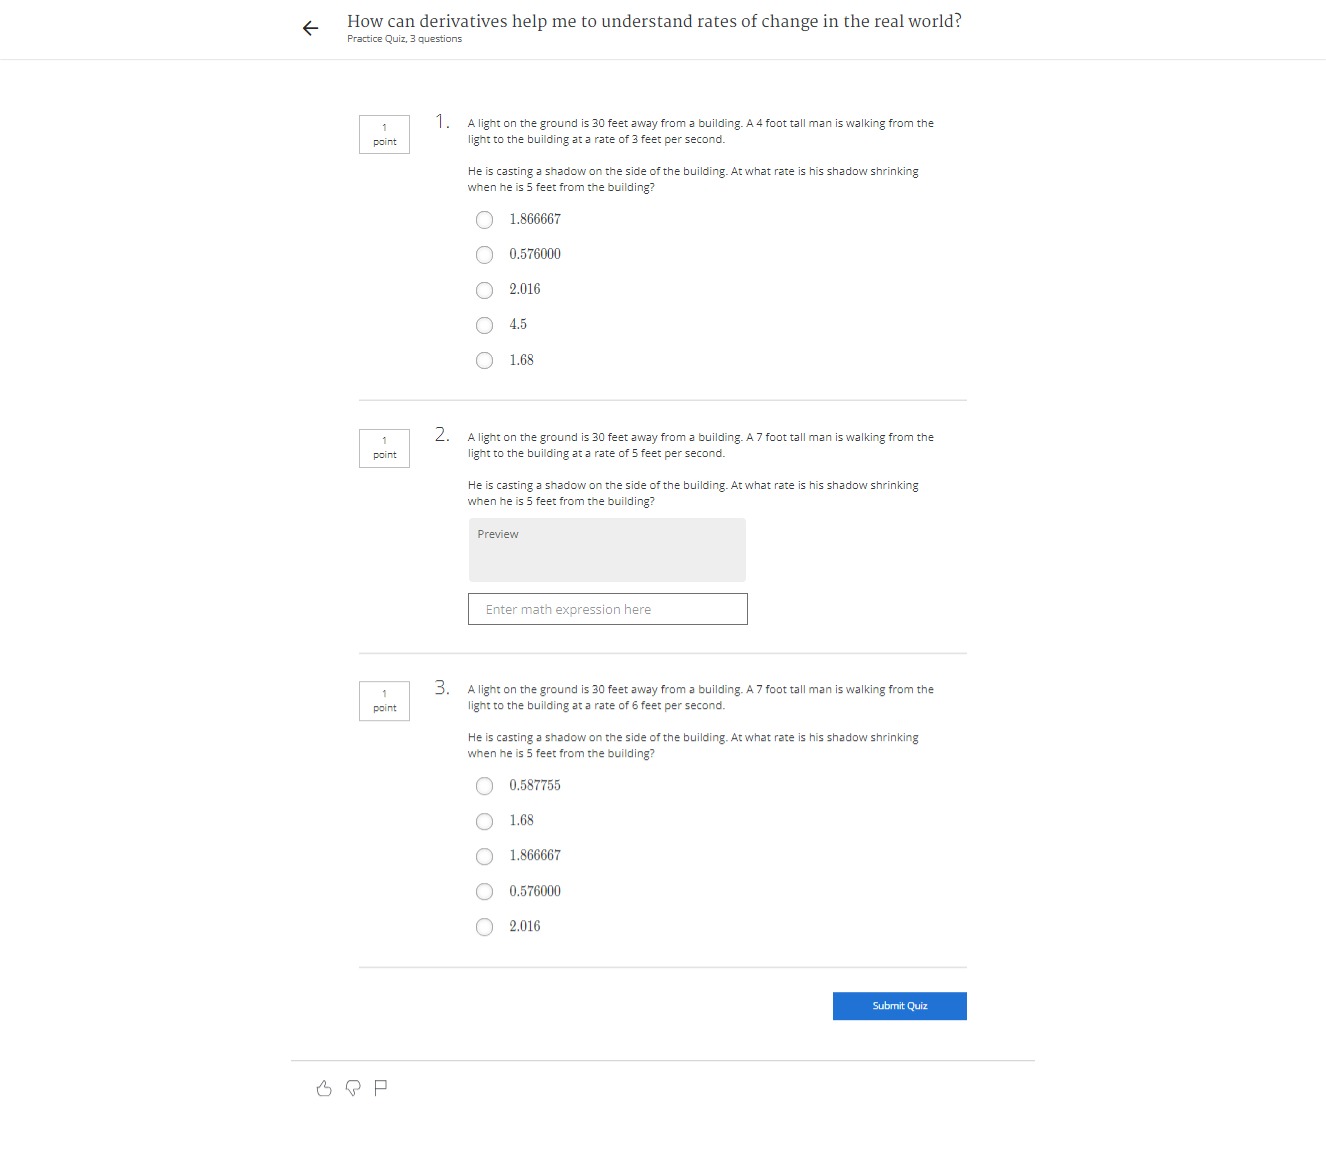 How can derivatives help me to understand rates of change in the real world?
Practice Quiz, 3 questions
1
point
1.
A light on the ground is 30 feet away from a building. A 4 foot tall man is walking from the
light to the building at a rate of 3 feet per second.
He is casting a shadow on the side of the building. At what rate is his shadow shrinking
when he is 5 feet from the building?
1.866667
0.576000
2.016
4.5
1.68
1
point
2.
A light on the ground is 30 feet away from a building. A 7 foot tall man is walking from the
light to the building at a rate of 5 feet per second.
He is casting a shadow on the side of the building. At what rate is his shadow shrinking
when he is 5 feet from the building?
Preview
Enter math expression here
1
point
3.
A light on the ground is 30 feet away from a building. A 7 foot tall man is walking from the
light to the building at a rate of 6 feet per second.
He is casting a shadow on the side of the building. At what rate is his shadow shrinking
when he is 5 feet from the building?
0.587755
1.68
1.866667
0.576000
2.016
Submit Quiz